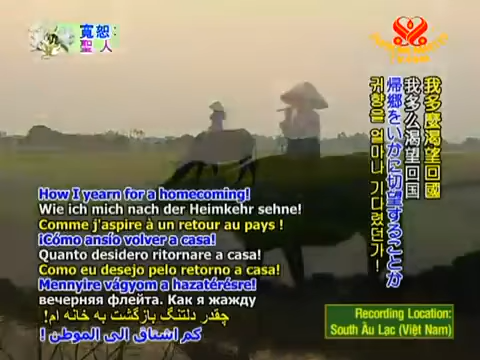 寬恕:
聖人
我多麼渴望回國
我多么渴望回国
帰郷をいかに切望することか
귀향을 얼마나 기다렸던가!
How I yearn for a homecoming!
Wie ich mich nach der Heimkehr sehne!
Comme j'aspire à un retour au pays !
¡Cómo ansío volver a casa!
Quanto desidero ritornare a casa!
Como eu desejo pelo retorno a casa!
Mennyire vágyom a hazatérésre!
вечерняя флейта. Как я жажду
چقدر دلتنگ بازگشت به خانه ام!
كم اشتاق الى الموطن !
Recording Location:
South Âu Lạc (Việt Nam)